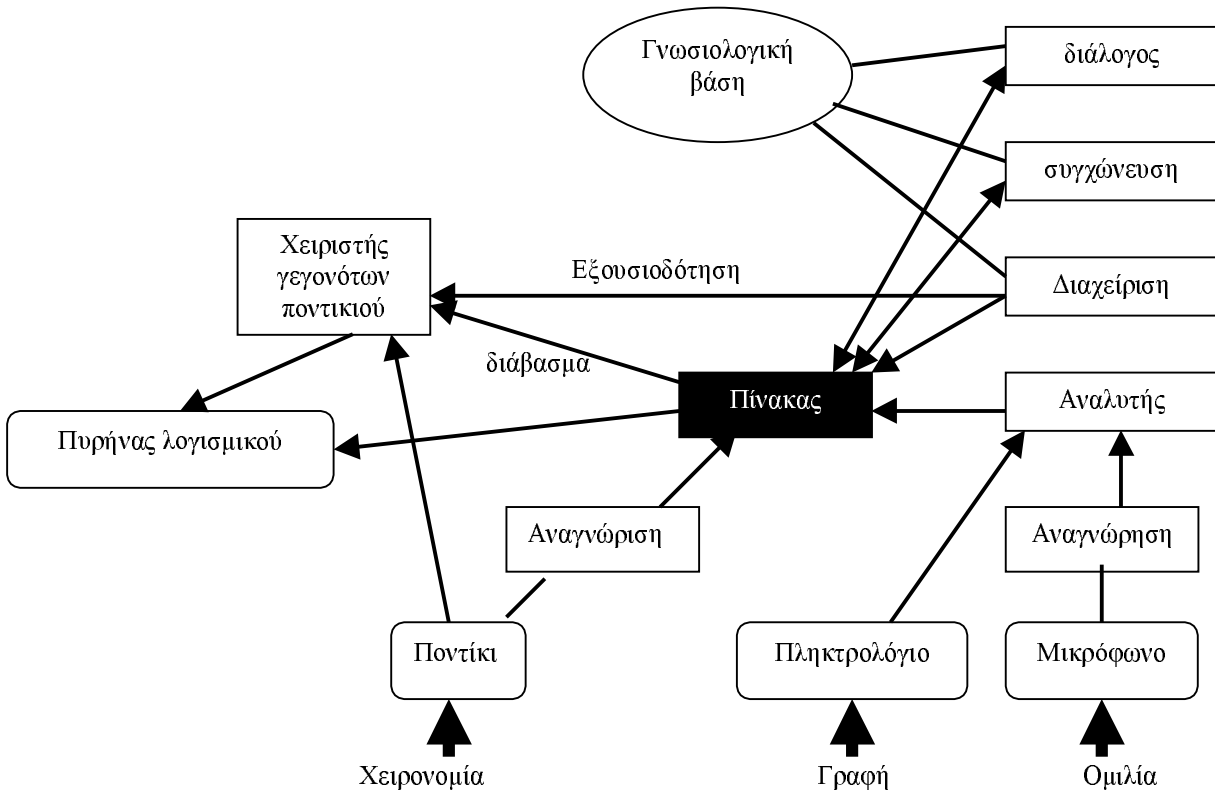 Γνωσιολογική
βάση
διάλογος
συγχώνευση
Χειριστής
γεγονότων
ποντικιού
Εξουσιοδότηση
Διαχείριση
διάβασμα
Πίνακας
Αναλυτής
Πυρήνας λογισμικού
Αναγνώριση
Αναγνώρηση
Ποντίκι
Πληκτρολόγιο
Μικρόφωνο
Χειρονομία
Γραφή
Ομιλία